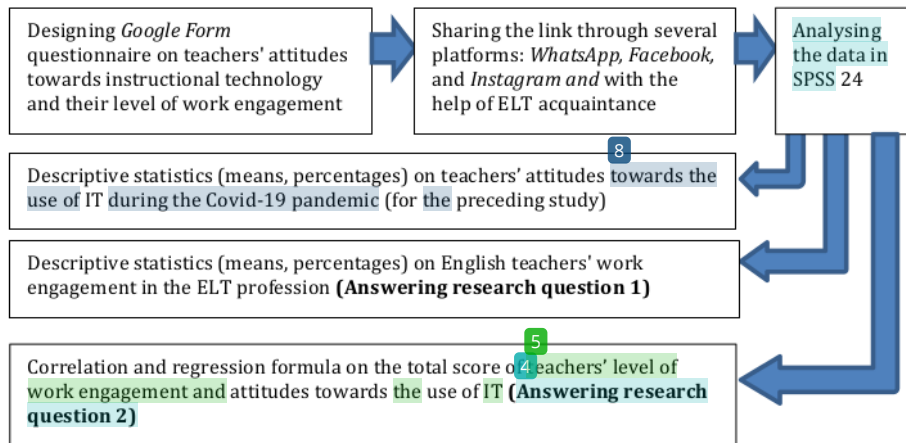 Designing Google Form
questionnaire on teachers' attitudes
towards instructional technology
and their level of work engagement
Sharing the link through several
platforms: WhatsApp, Facebook,
and Instagram and with the
help of ELT acquaintance
Analysing
the data in
SPSS 24
8
Descriptive statistics (means, percentages) on teachers’ attitudes towards the
use of IT during the Covid-19 pandemic (for the preceding study)
Descriptive statistics (means, percentages) on English teachers' work
engagement in the ELT profession (Answering research question 1)
5
4
Correlation and regression formula on the total score of teachers’ level of
work engagement and attitudes towards the use of IT (Answering research
question 2)